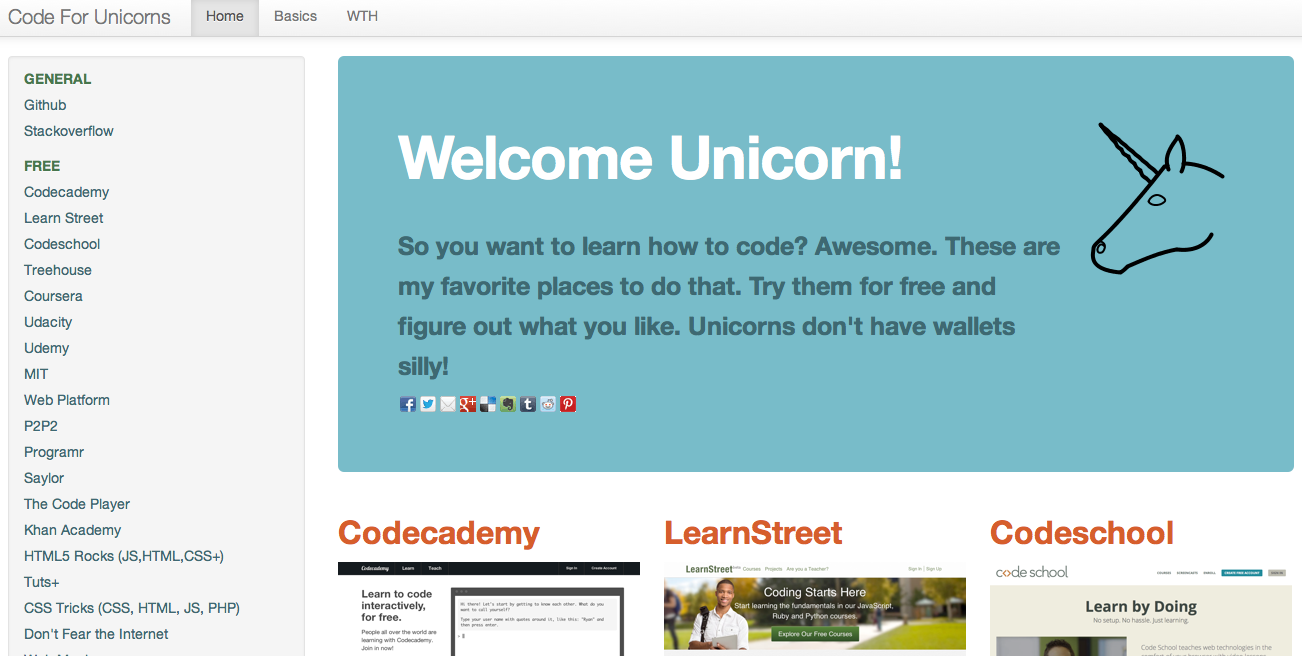 Code For Unicorns
Home
Basics
WTH
GENERAL
Github
Stackoverflow
FREE
Codecademy
Learn Street
Codeschool
Treehouse
Coursera
Udacity
Udemy
MIT
Web Platform
P2P2
Programr
Saylor
The Code Player
Khan Academy
HTML5 Rocks (JS,HTML,CSS+)
Tuts+
CSS Tricks (CSS, HTML, JS, PHP)
Don't Fear the Internet
Welcome Unicorn!
So you want to learn how to code? Awesome. These are
my favorite places to do that. Try them for free and
figure out what you like. Unicorns don't have wallets
silly!
Codecademy
Codecademy Learn Teach Sign In Create Account
Learn to code
interactively,
for free.
People all over the world are
learning with Codecademy.
Join in now!
Hi there! Let's start by getting to know each other. What do you
want to call yourself?
Type your name with quotes around it, like this: "Ryan" and
then press enter.
LearnStreet
LearnStreet Courses Projects Are you a Teacher? Sign In | Sign Up
Coding Starts Here
Start learning the fundamentals in our JavaScript,
Ruby and Python courses.
Explore Our Free Courses
Codeschool
code school COURSES SCREENCASTS ENROLL CREATE FREE ACCOUNT SIGN IN
Learn by Doing
No setup. No hassle. Just learning.
Code School teaches web technologies in the